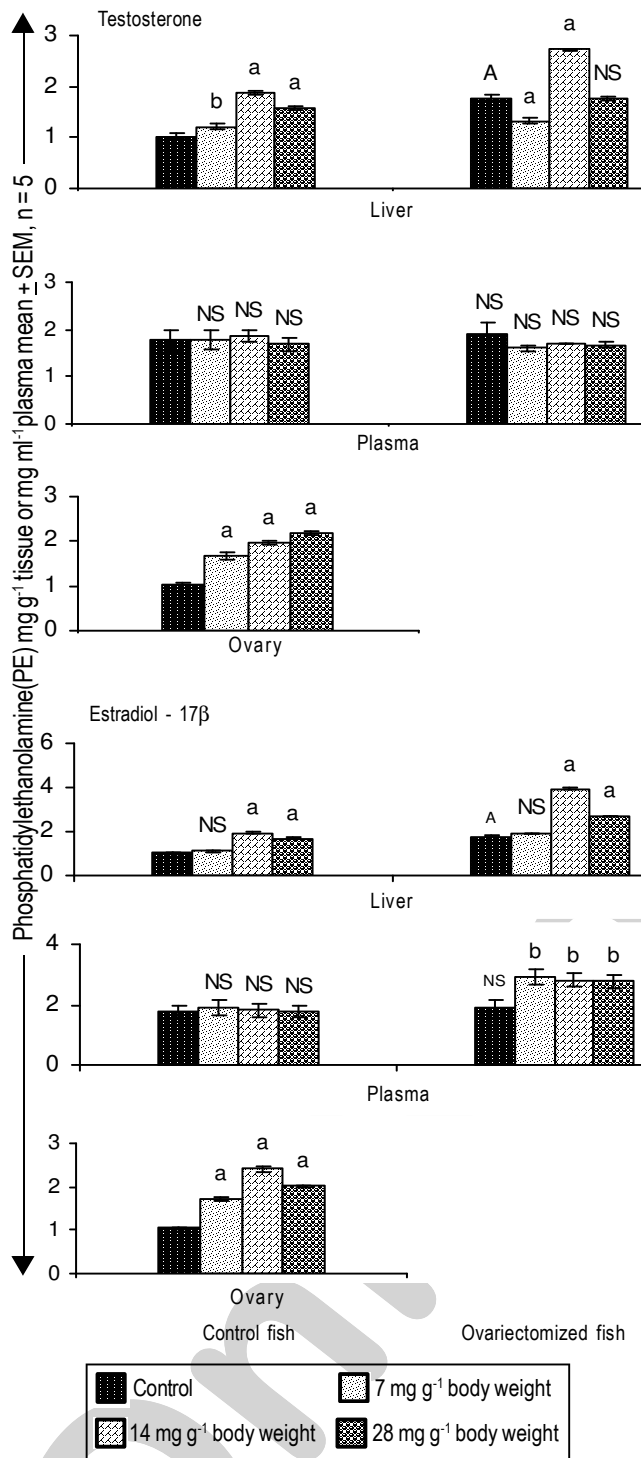 Phosphatidylethanolamine(PE) mg g-1 tissue or mg ml-1 plasma mean ±SEM, n = 5
Testosterone
3
2
1
0
b a a
A a a NS
Liver
3
2
1
0
NS NS NS
NS NS NS NS
Plasma
3
2
1
0
a a a
Ovary
Estradiol - 17β
6
4
2
0
NS a a
A NS a a
Liver
4
2
0
NS NS NS
NS b b b
Plasma
3
2
1
0
a a a
Ovary
Control fish Ovariectomized fish
Control 7 mg g-1 body weight
14 mg g-1 body weight 28 mg g-1 body weight